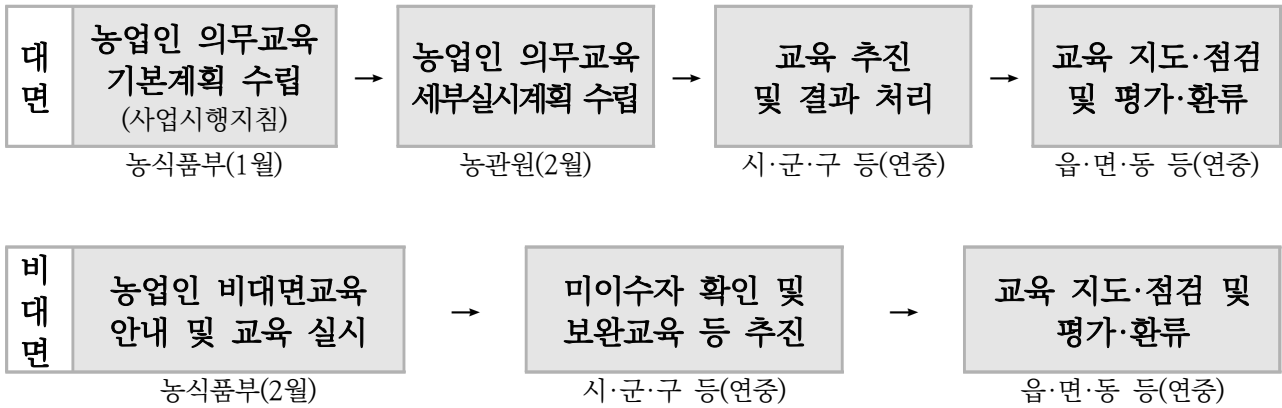 대면
농업인 의무교육
기본계획 수립
(사업시행지침)
→
농업인 의무교육
세부실시계획 수립
→
교육 추진
및 결과 처리
→
교육 지도·점검
및 평가·환류
농식품부(1월)
농관원(2월)
시·군·구 등(연중)
읍·면·동 등(연중)
비대면
농업인 비대면교육
안내 및 교육 실시
→
미이수자 확인 및
보완교육 등 추진
→
교육 지도·점검 및
평가·환류
농식품부(2월)
시·군·구 등(연중)
읍·면·동 등(연중)